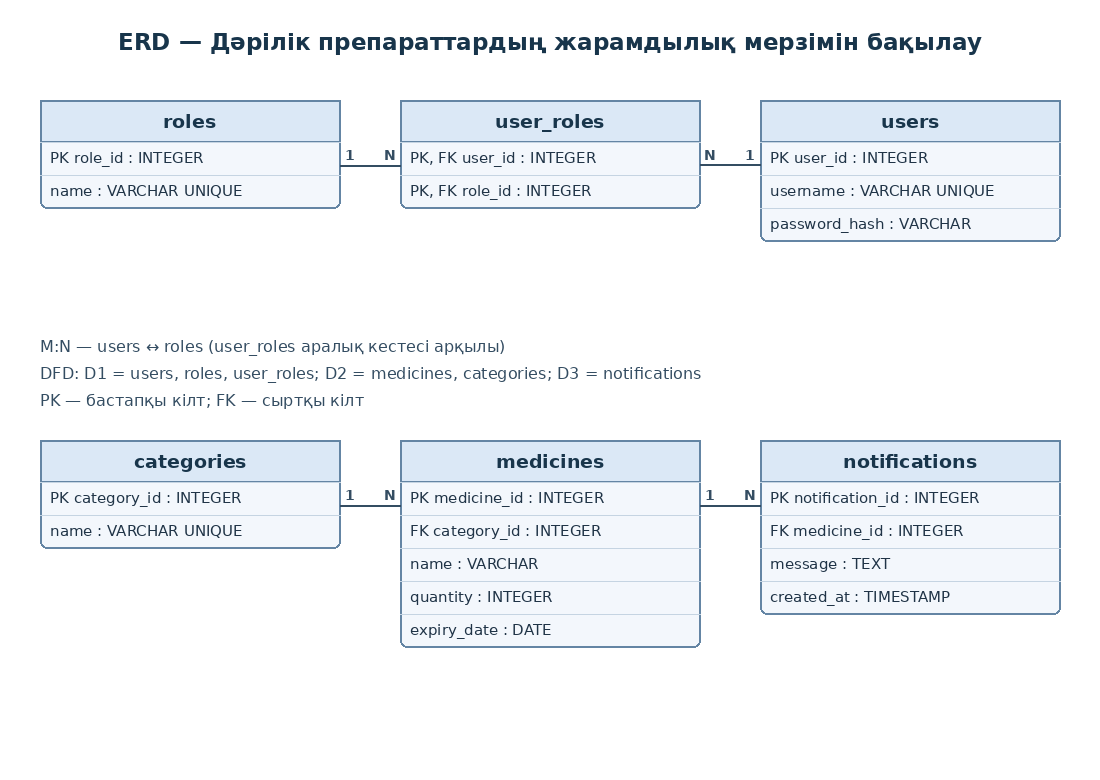 ERD — Дәрілік препараттардың жарамдылық мерзімін бақылау
roles
PK role_id : INTEGER
name : VARCHAR UNIQUE
1 N
user_roles
PK, FK user_id : INTEGER
PK, FK role_id : INTEGER
N 1
users
PK user_id : INTEGER
username : VARCHAR UNIQUE
password_hash : VARCHAR
M:N — users ↔ roles (user_roles аралық кестесі арқылы)
DFD: D1 = users, roles, user_roles; D2 = medicines, categories; D3 = notifications
PK — бастапқы кілт; FK — сыртқы кілт
categories
PK category_id : INTEGER
name : VARCHAR UNIQUE
1 N
medicines
PK medicine_id : INTEGER
FK category_id : INTEGER
name : VARCHAR
quantity : INTEGER
expiry_date : DATE
1 N
notifications
PK notification_id : INTEGER
FK medicine_id : INTEGER
message : TEXT
created_at : TIMESTAMP